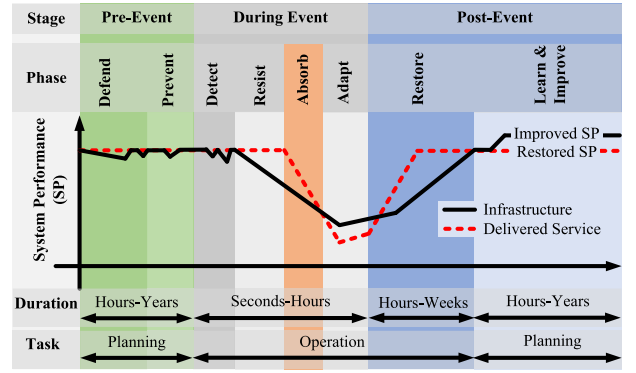 Stage Pre-Event During Event Post-Event
Phase Defend Prevent Detect Resist Absorb Adapt Restore Learn & Improve
System Performance (SP)
Improved SP
Restored SP
Infrastructure
Delivered Service
Duration Hours-Years Seconds-Hours Hours-Weeks Hours-Years
Task Planning Operation Planning